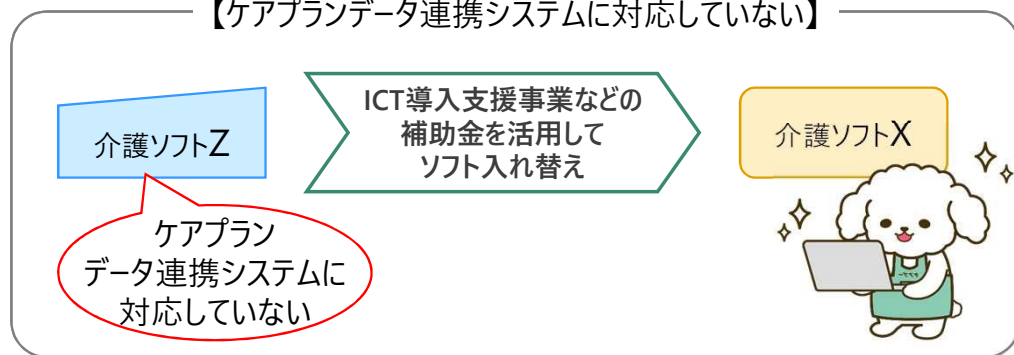 【ケアプランデータ連携システムに対応していない】
介護ソフトZ
ICT導入支援事業などの
補助金を活用して
ソフト入れ替え
介護ソフトX
ケアプラン
データ連携システムに
対応していない